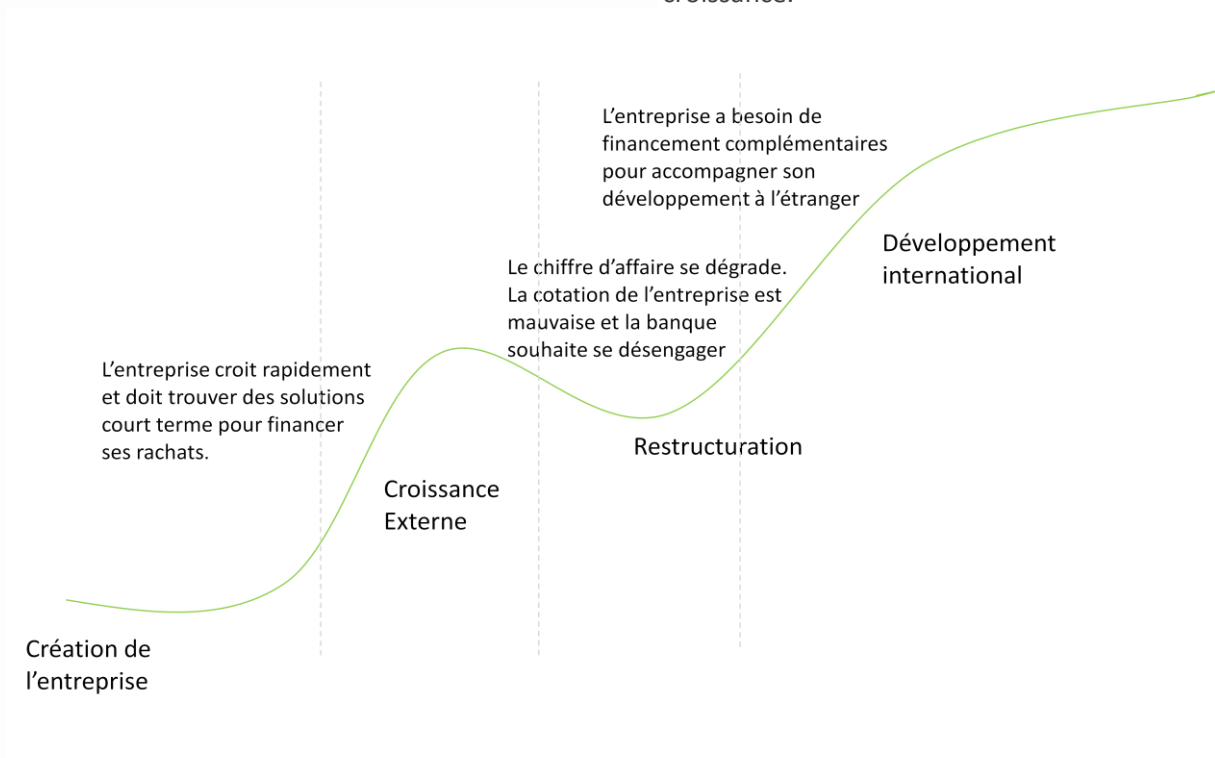 croissance.
L'entreprise a besoin de
financement complémentaires
pour accompagner son
développement à l'étranger
Développement
international
Le chiffre d'affaire se dégrade.
La cotation de l'entreprise est
mauvaise et la banque
souhaite se désengager
L'entreprise croit rapidement
et doit trouver des solutions
court terme pour financer
ses rachats.
Restructuration
Croissance
Externe
Création de
l'entreprise